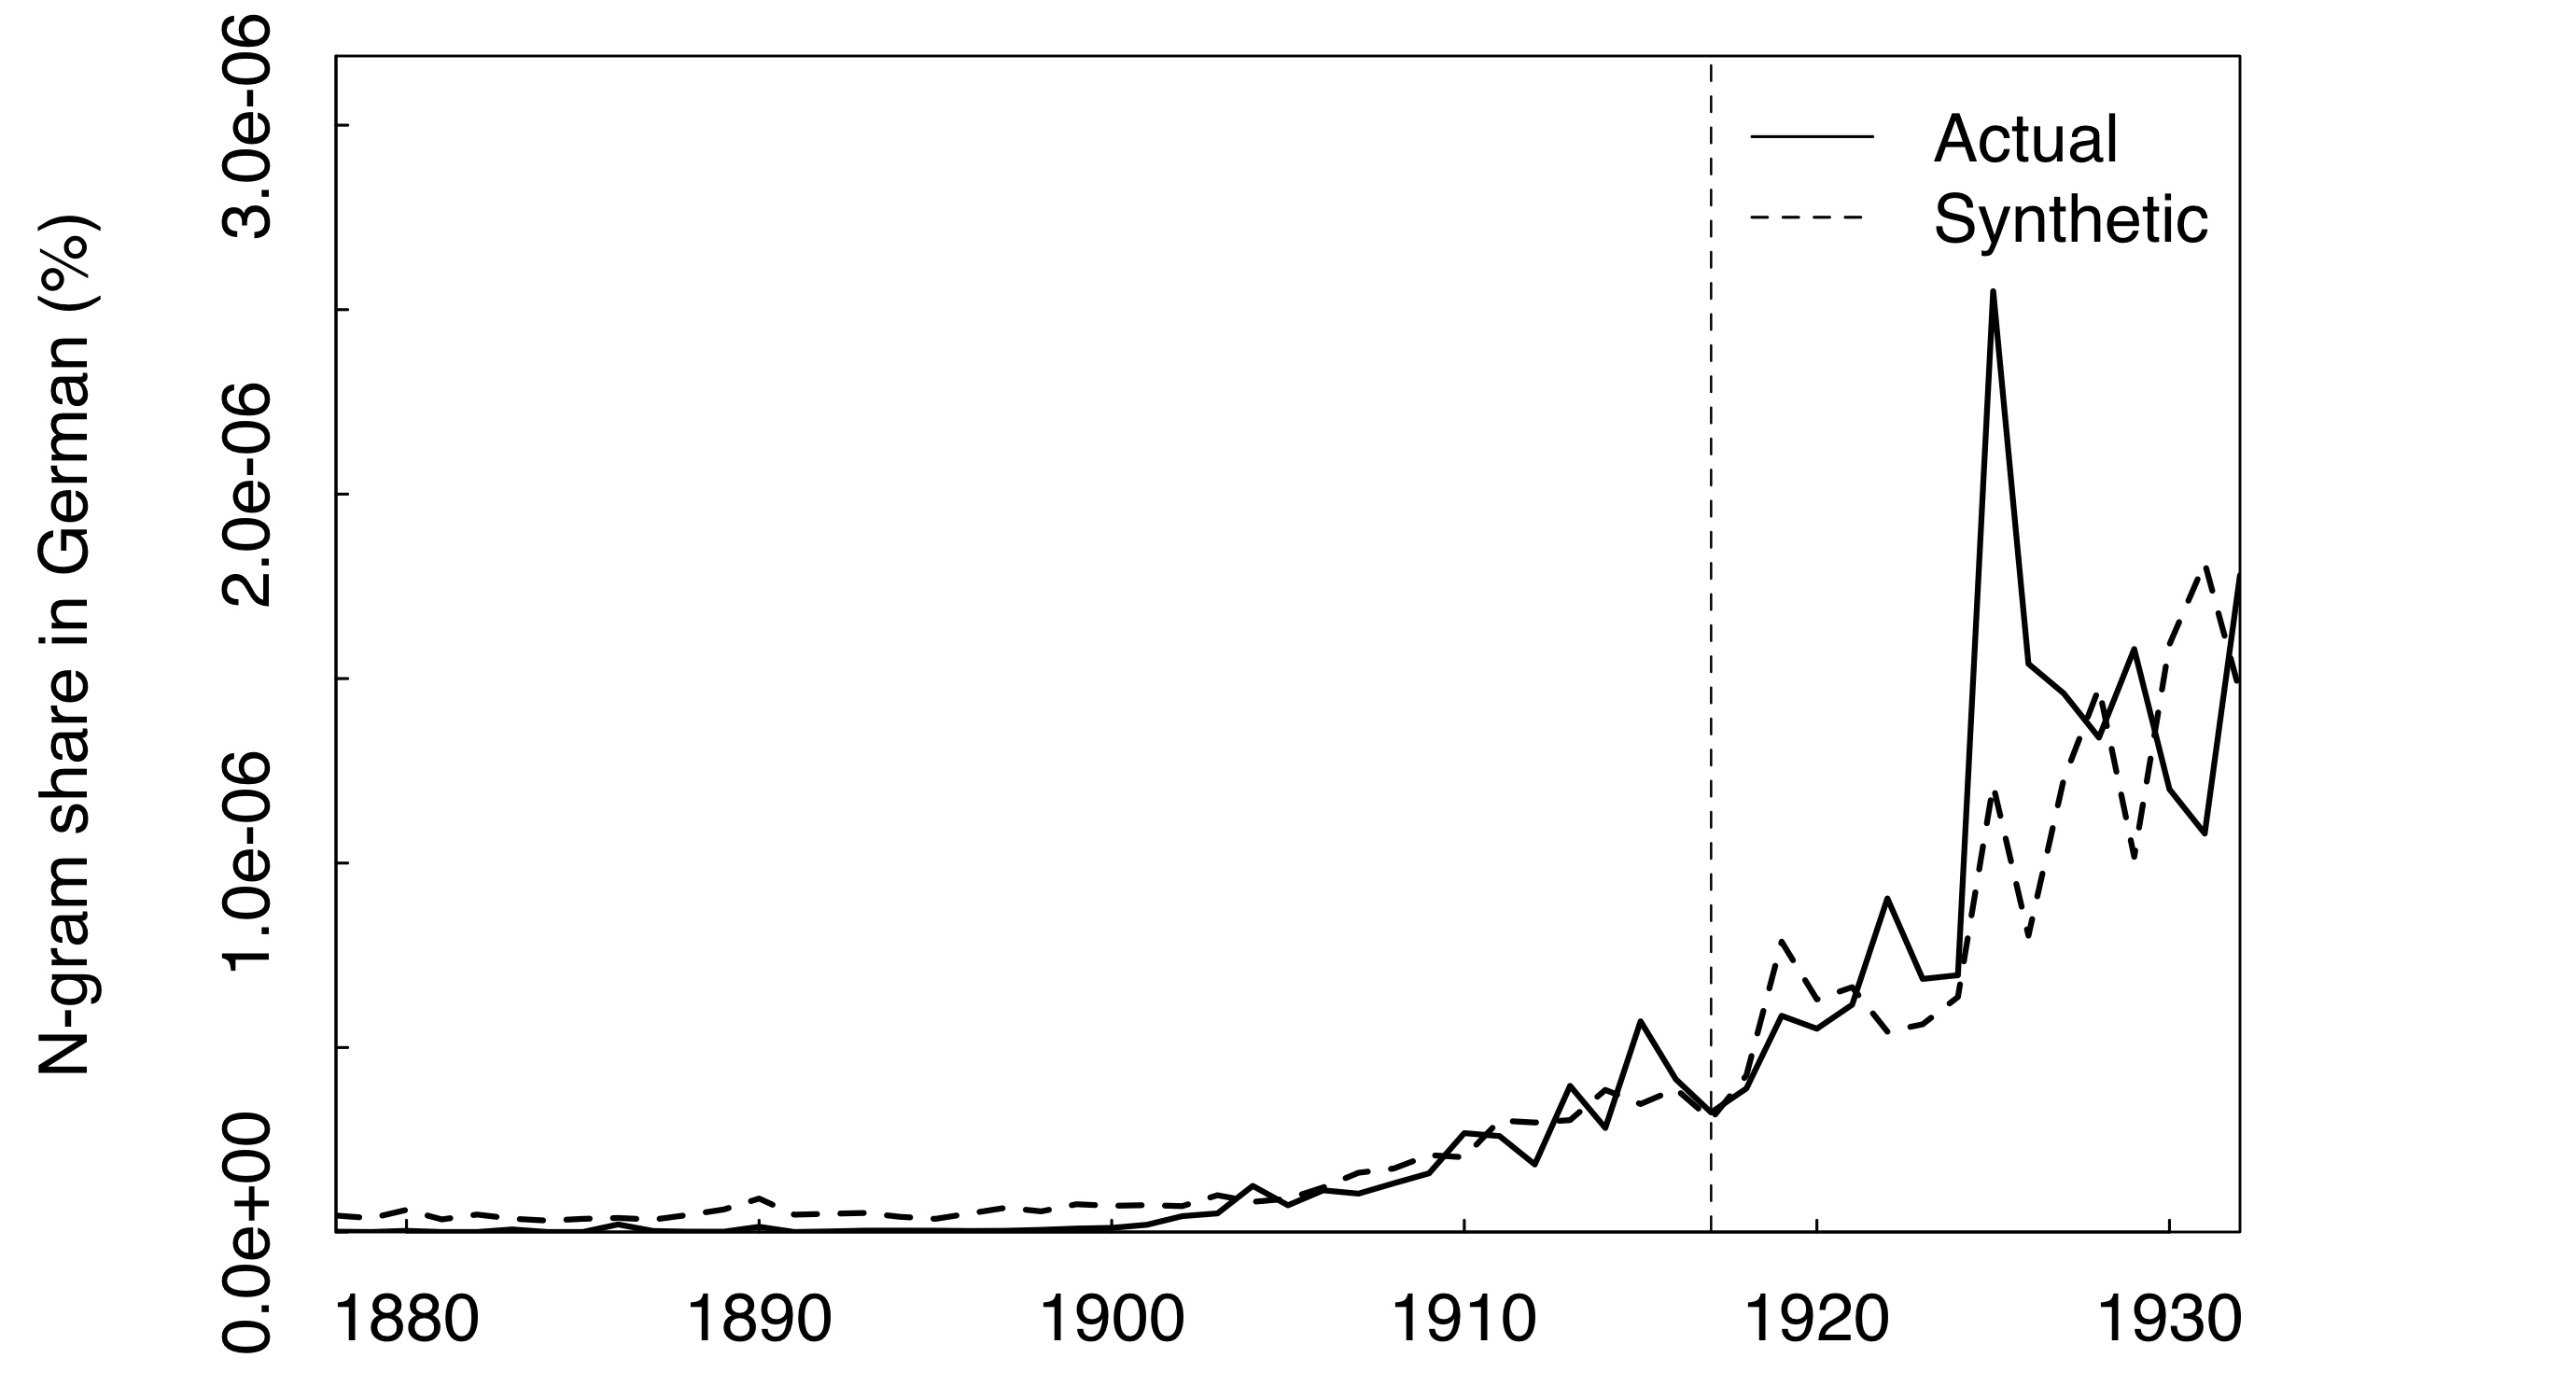 N-gram share in German (%)
3.0e-06
2.0e-06
1.0e-06
0.0e+00
Actual
Synthetic
1880 1890 1900 1910 1920 1930